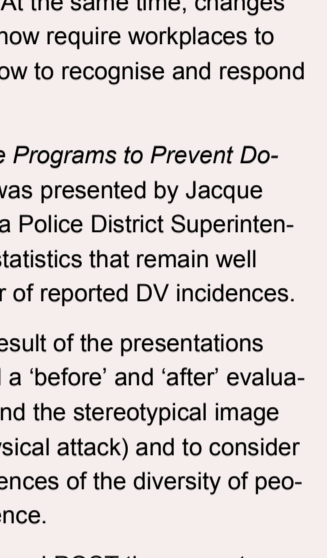 At the same time, changes
now require workplaces to
ow to recognise and respond
e Programs to Prevent Do-
was presented by Jacque
a Police District Superinten-
statistics that remain well
r of reported DV incidences.
esult of the presentations
a ‘before’ and ‘after’ evalua-
nd the stereotypical image
sical attack) and to consider
ences of the diversity of peo-
ence.